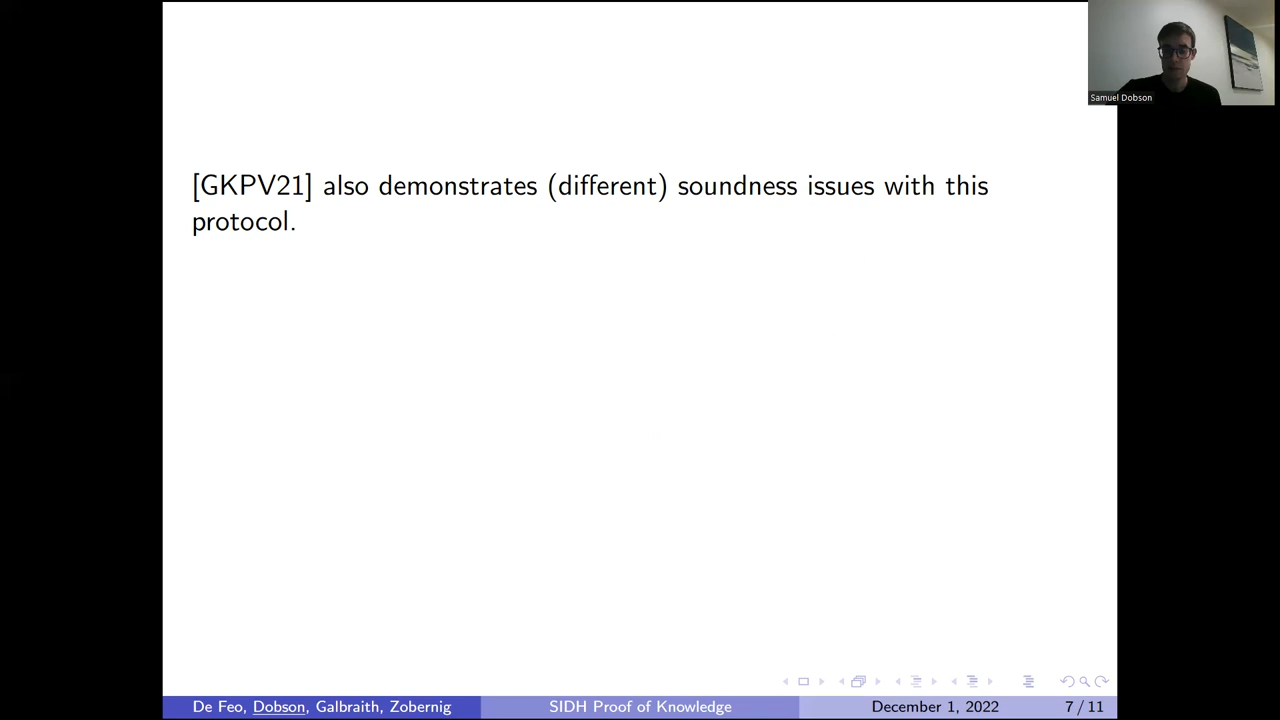 Samuel Dobson
[GKPV21] also demonstrates (different) soundness issues with this
protocol.
De Feo, Dobson, Galbraith, Zobernig
SIDH Proof of Knowledge
December 1, 2022
7 / 11